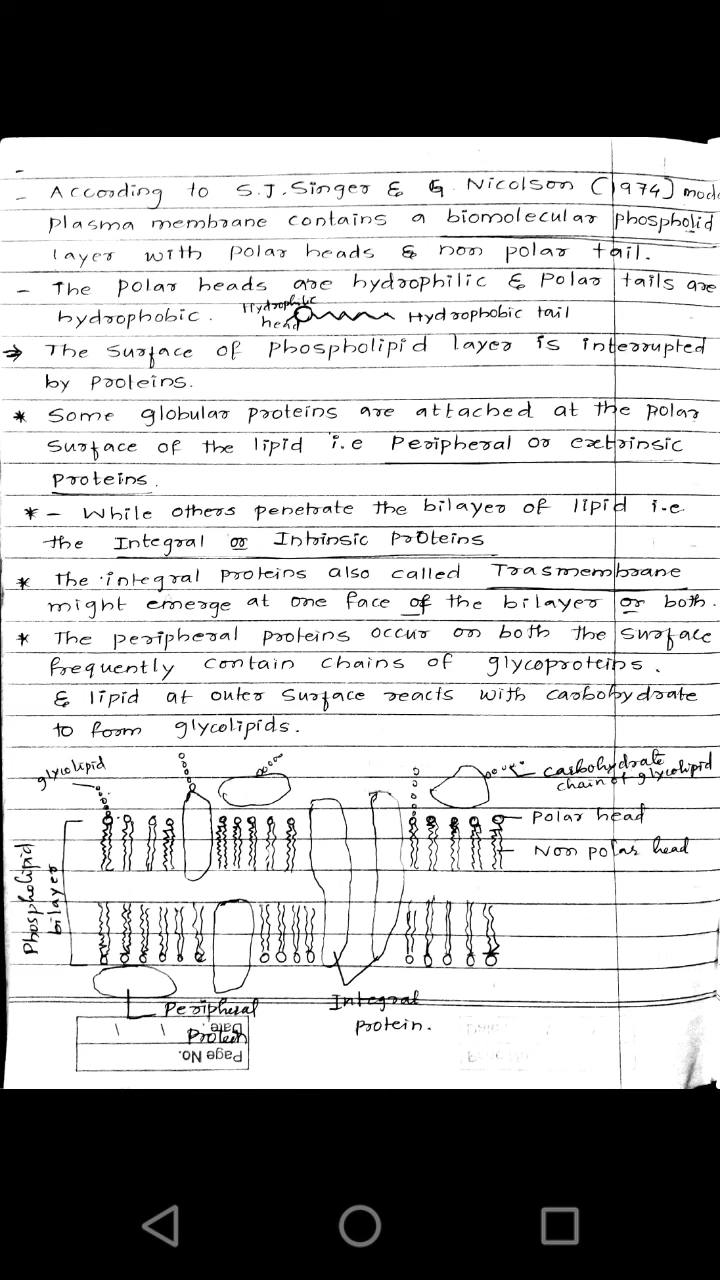 - According to S.J. Singer & G. Nicolson (1974) mode
plasma membrane contains a biomolecular phospholid
layer with polar heads & non polar tail.
- The polar heads are hydrophilic & Polar tails are
hydrophobic. Hydrophilic head Hydrophobic tail
⇒ The surface of phospholipid layer is interrupted
by proteins.
* Some globular proteins are attached at the polar
surface of the lipid i.e Peripheral or extrinsic
proteins.
* - While others penetrate the bilayer of lipid i.e
the Integral or Intrinsic proteins
* The integral proteins also called Trasmembrane
might emerge at one face of the bilayer or both.
* The peripheral proteins occur on both the surface
frequently contain chains of glycoproteins.
& lipid at outer surface reacts with carbohydrate
to form glycolipids.
glycolipid
carbohydrate
chain of glycolipid
Polar head
Non polar head
Phospholipid
bilayer
Peripheral
Protein
Integral
protein.
Date:
Page No.